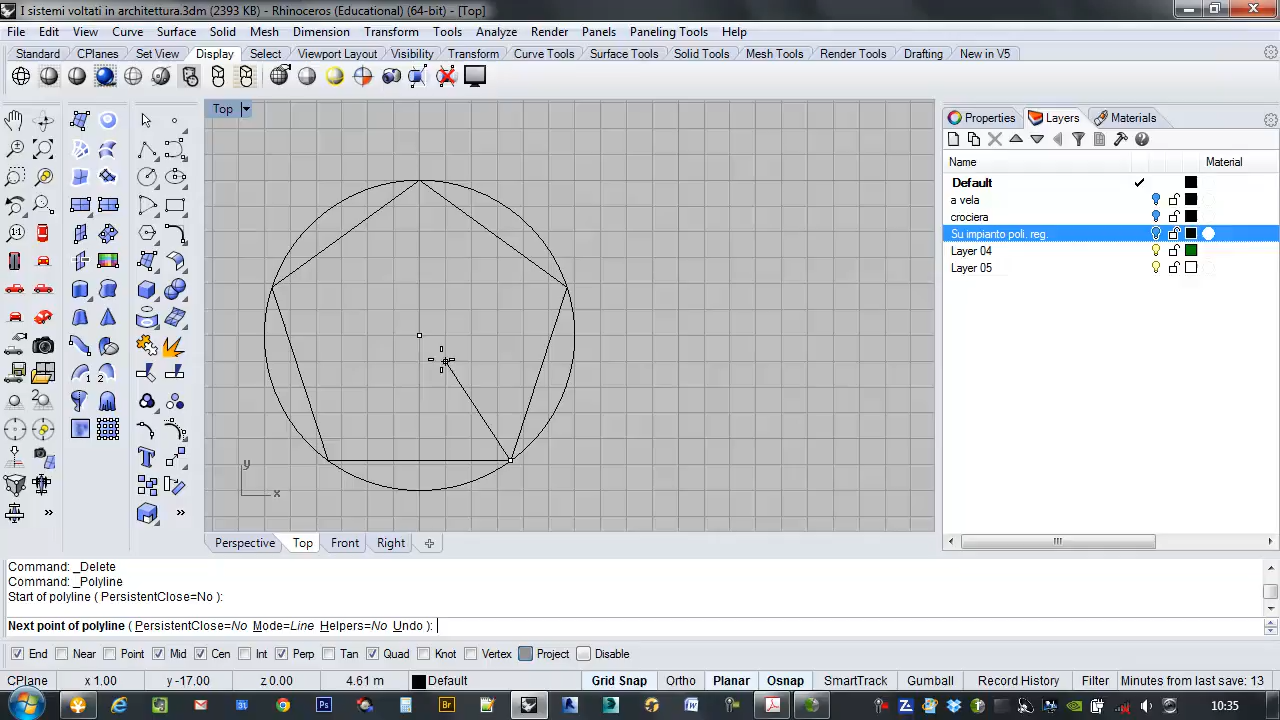 I sistemi voltati in architettura.3dm (2393 KB) - Rhinoceros (Educational) (64-bit) - [Top]
File Edit View Curve Surface Solid Mesh Dimension Transform Tools Analyze Render Panels Paneling Tools Help
Standard CPlanes Set View Display Select Viewport Layout Visibility Transform Curve Tools Surface Tools Solid Tools Mesh Tools Render Tools Drafting New in V5
Top
Properties Layers Materials
Name Material
Default
a vela
crociera
Su impianto poli. reg.
Layer 04
Layer 05
y
x
Perspective Top Front Right
Command: _Delete
Command: _Polyline
Start of polyline ( PersistentClose=No ):
Next point of polyline ( PersistentClose=No Mode=Line Helpers=No Undo ):
End Near Point Mid Cen Int Perp Tan Quad Knot Vertex Project Disable
CPlane x 1.00 y -17.00 z 0.00 4.61 m Default Grid Snap Ortho Planar Osnap SmartTrack Gumball Record History Filter Minutes from last save: 13
10:35